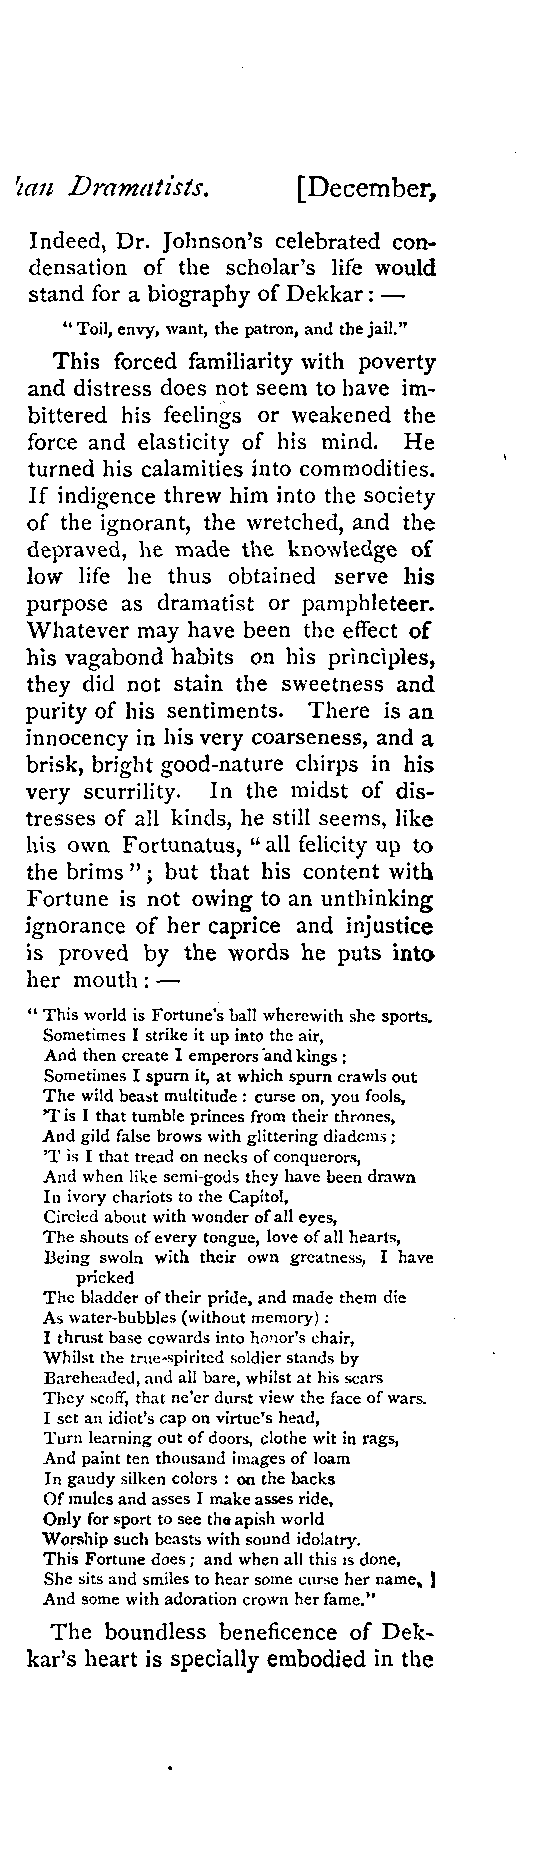 Dramatists. [December,
Indeed, Dr. Johnson's celebrated con-
densation of the scholar's life would
stand for a biography of Dekkar: —
"Toil, envy, want, the patron, and the jail."
This forced familiarity with poverty
and distress does not seem to have im-
bittered his feelings or weakened the
force and elasticity of his mind. He
turned his calamities into commodities.
If indigence threw him into the society
of the ignorant, the wretched, and the
depraved, he made the knowledge of
low life he thus obtained serve his
purpose as dramatist or pamphleteer.
Whatever may have been the effect of
his vagabond habits on his principles,
they did not stain the sweetness and
purity of his sentiments. There is an
innocency in his very coarseness, and a
brisk, bright good-nature chirps in his
very scurrility. In the midst of dis-
tresses of all kinds, he still seems, like
his own Fortunatus, "all felicity up to
the brims"; but that his content with
Fortune is not owing to an unthinking
ignorance of her caprice and injustice
is proved by the words he puts into
her mouth: —
"This world is Fortune's ball wherewith she sports.
Sometimes I strike it up into the air,
And then create I emperors and kings;
Sometimes I spurn it, at which spurn crawls out
The wild beast multitude: curse on, you fools,
'T is I that tumble princes from their thrones,
And gild false brows with glittering diadems;
'T is I that tread on necks of conquerors,
And when like semi-gods they have been drawn
In ivory chariots to the Capitol,
Circled about with wonder of all eyes,
The shouts of every tongue, love of all hearts,
Being swoln with their own greatness, I have
pricked
The bladder of their pride, and made them die
As water-bubbles (without memory):
I thrust base cowards into honor's chair,
Whilst the true-spirited soldier stands by
Bareheaded, and all bare, whilst at his scars
They scoff, that ne'er durst view the face of wars.
I set an idiot's cap on virtue's head,
Turn learning out of doors, clothe wit in rags,
And paint ten thousand images of loam
In gaudy silken colors: on the backs
Of mules and asses I make asses ride,
Only for sport to see the apish world
Worship such beasts with sound idolatry.
This Fortune does; and when all this is done,
She sits and smiles to hear some curse her name,
And some with adoration crown her fame."
The boundless beneficence of Dek-
kar's heart is specially embodied in the